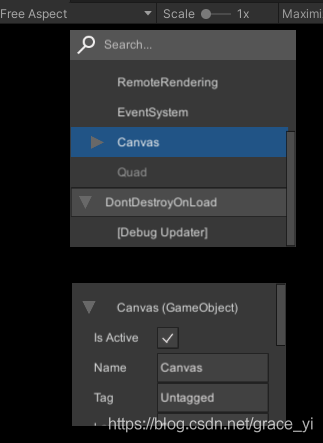 Free Aspect Scale 1x Maximi
Search...
RemoteRendering
EventSystem
Canvas
Quad
DontDestroyOnLoad
[Debug Updater]
Canvas (GameObject)
Is Active
Name Canvas
Tag Untagged
https://blog.csdn.net/grace_yi